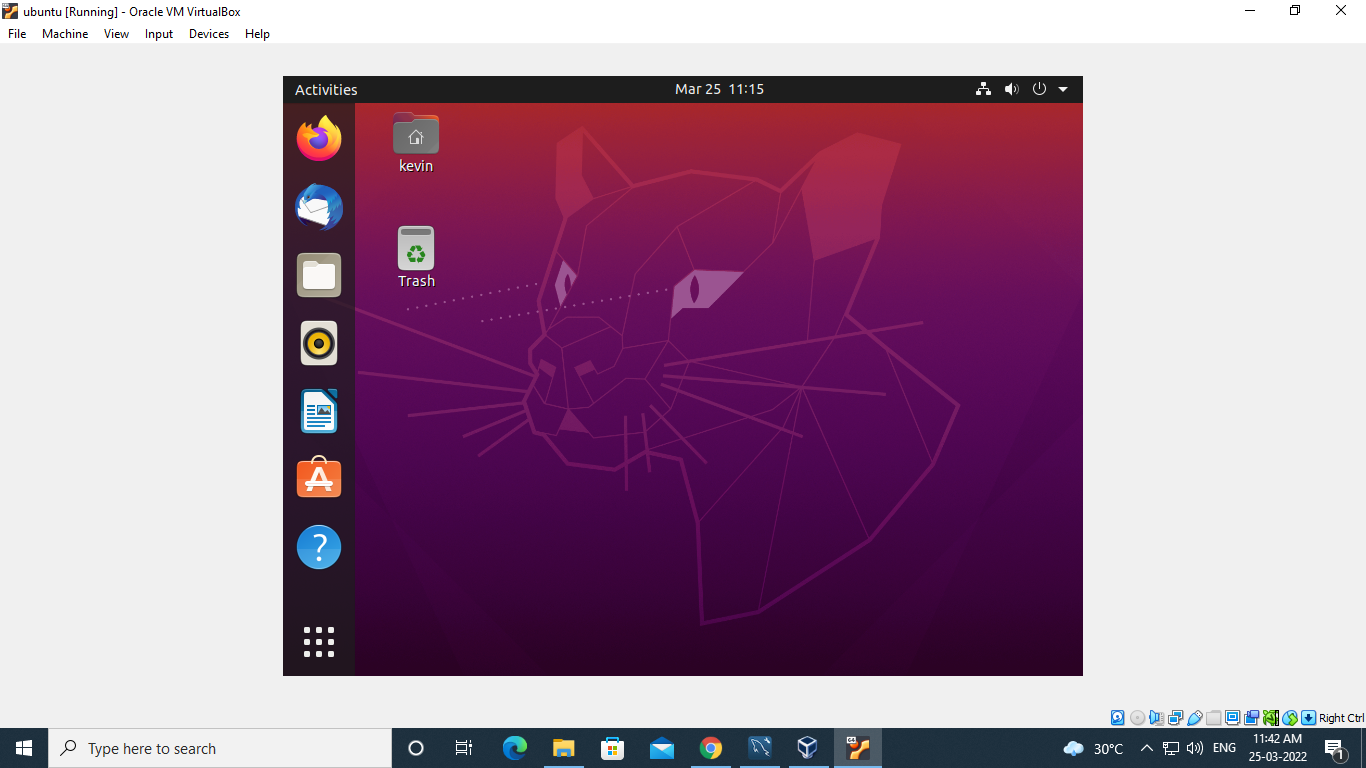 ubuntu [Running] - Oracle VM VirtualBox
File Machine View Input Devices Help
Activities
Mar 25 11:15
kevin
Trash
Right Ctrl
Type here to search
30°C
ENG
11:42 AM
25-03-2022
1